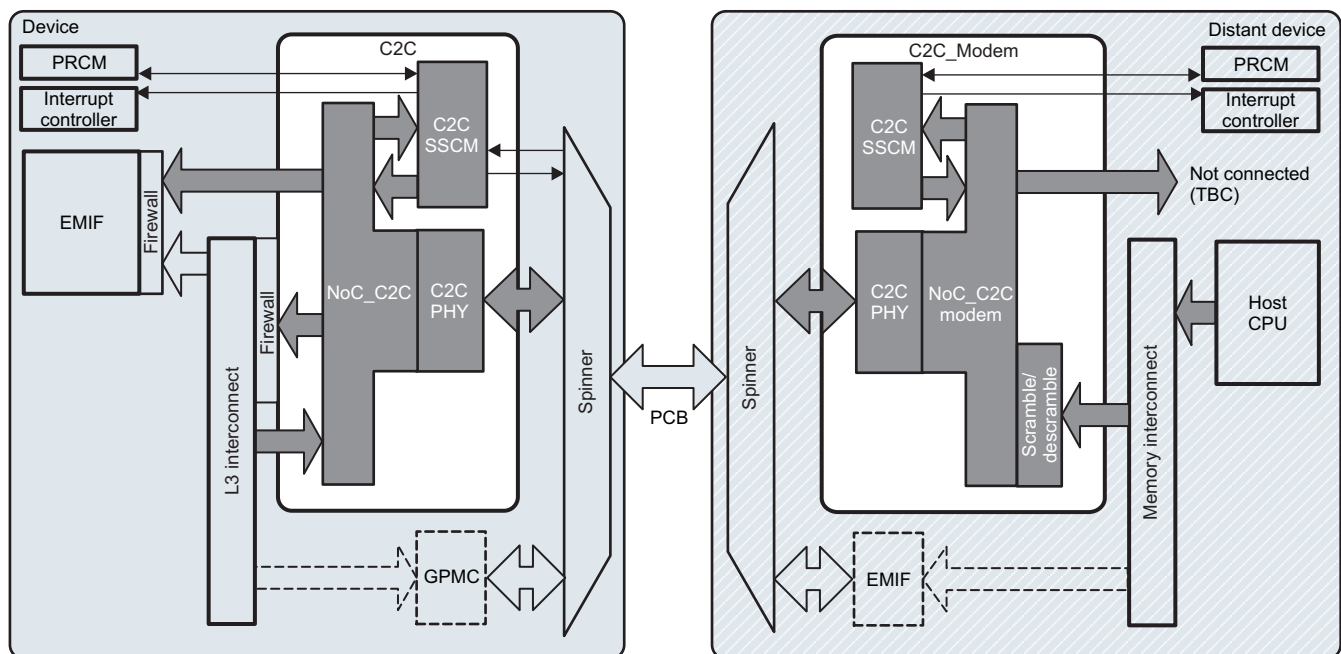 Device
Distant device
C2C
C2C_Modem
PRCM
PRCM
Interrupt
controller
Interrupt
controller
C2C
SSCM
C2C
SSCM
Not connected
(TBC)
EMIF
Firewall
Firewall
NoC_C2C
C2C
PHY
C2C
PHY
NoC_C2C
modem
Host
CPU
L3 interconnect
Spinner
PCB
Spinner
Scramble/
descramble
Memory interconnect
GPMC
EMIF